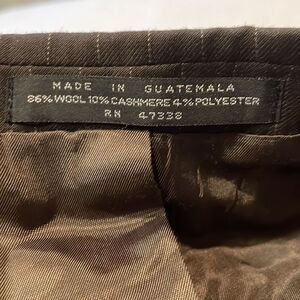 MADE IN GUATEMALA
86% WOOL 10% CASHMERE 4% POLYESTER
RN 47338